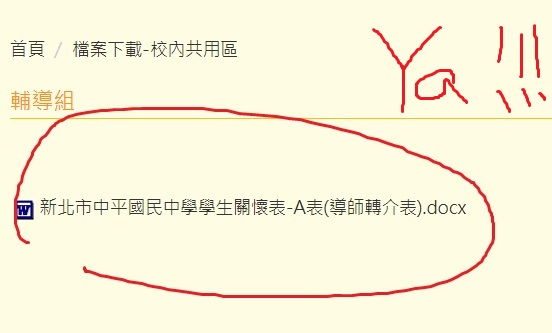 首頁 / 檔案下載-校內共用區
Ya !!!
輔導組
新北市中平國民中學學生關懷表-A表(導師轉介表).docx